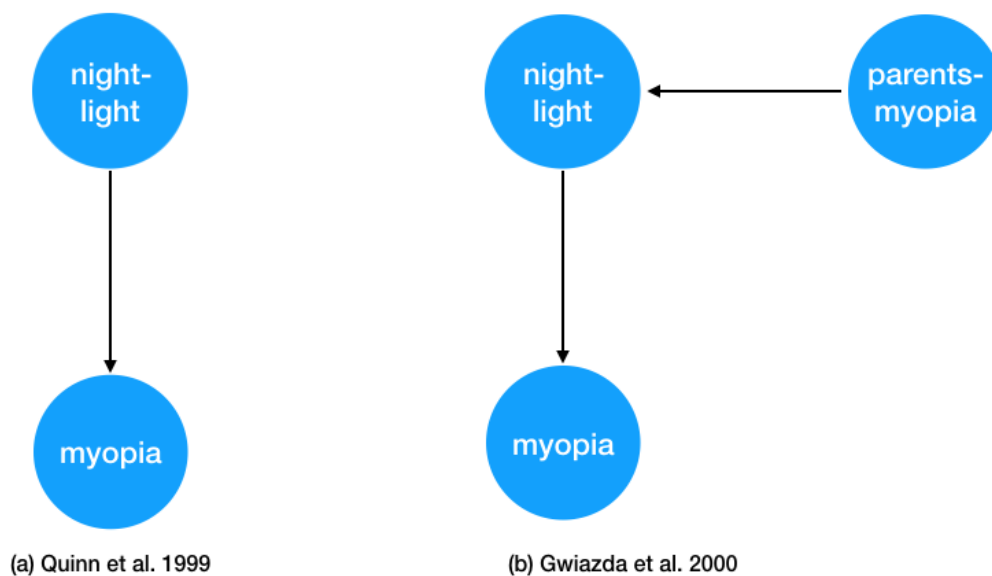 night-
light
myopia
(a) Quinn et al. 1999
night-
light
parents-
myopia
myopia
(b) Gwiazda et al. 2000